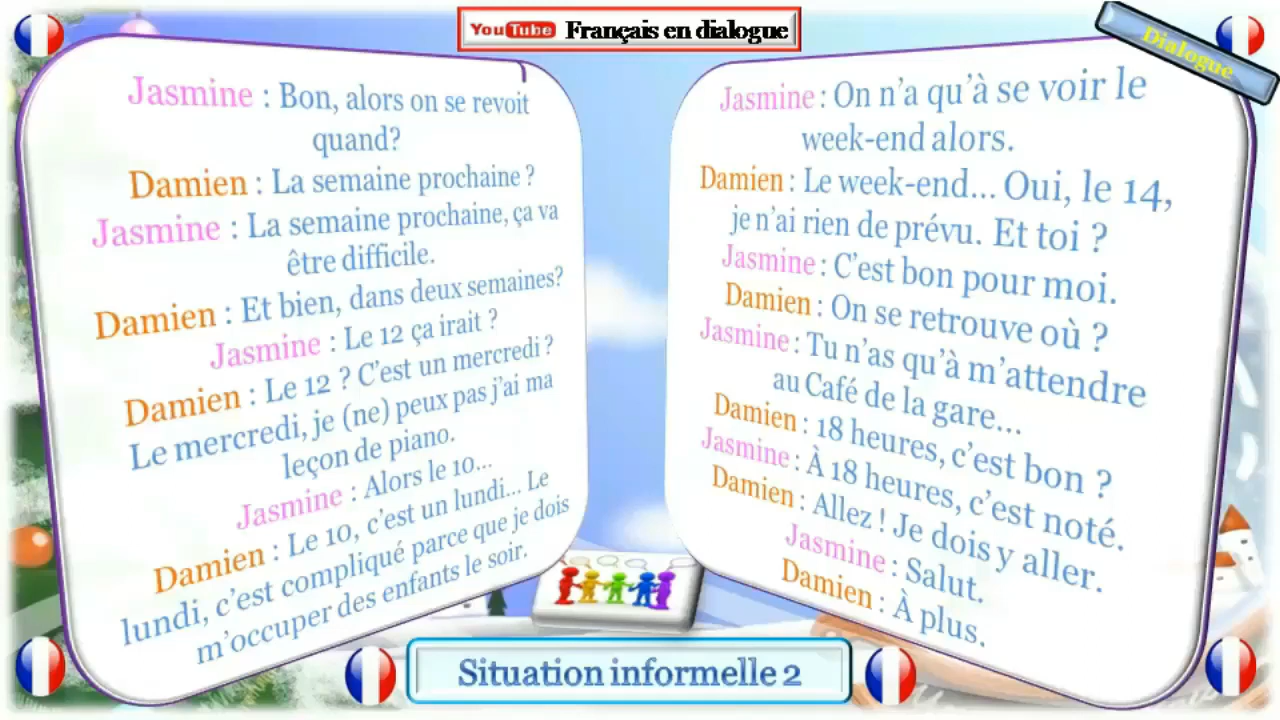 YouTube Français en dialogue
Dialogue
Jasmine : Bon, alors on se revoit
quand?
Damien : La semaine prochaine ?
Jasmine : La semaine prochaine, ça va
être difficile.
Damien : Et bien, dans deux semaines?
Jasmine : Le 12 ça irait ?
Damien : Le 12 ? C'est un mercredi ?
Le mercredi, je (ne) peux pas j'ai ma
leçon de piano.
Jasmine : Alors le 10...
Damien : Le 10, c'est un lundi... Le
lundi, c'est compliqué parce que je dois
m'occuper des enfants le soir.
Jasmine : On n'a qu'à se voir le
week-end alors.
Damien : Le week-end... Oui, le 14,
je n'ai rien de prévu. Et toi ?
Jasmine : C'est bon pour moi.
Damien : On se retrouve où ?
Jasmine : Tu n'as qu'à m'attendre
au Café de la gare...
Damien : 18 heures, c'est bon ?
Jasmine : À 18 heures, c'est noté.
Damien : Allez ! Je dois y aller.
Jasmine : Salut.
Damien : À plus.
Situation informelle 2